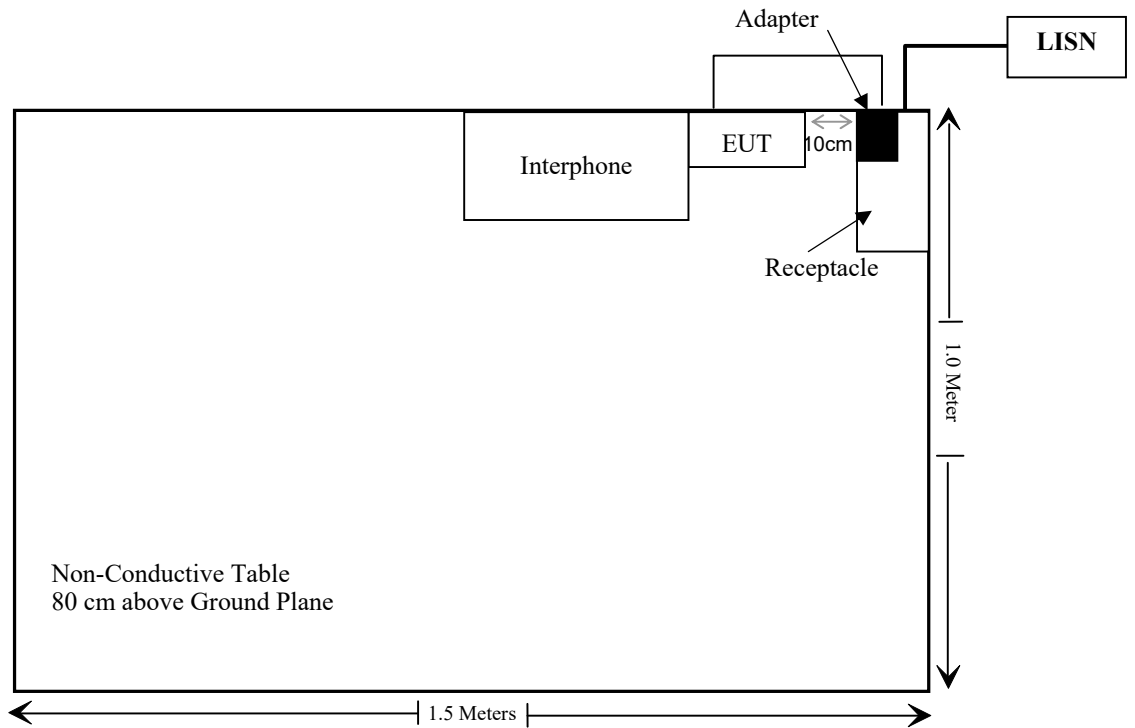 Adapter
LISN
EUT
10cm
Interphone
Receptacle
1.0 Meter
Non-Conductive Table
80 cm above Ground Plane
1.5 Meters